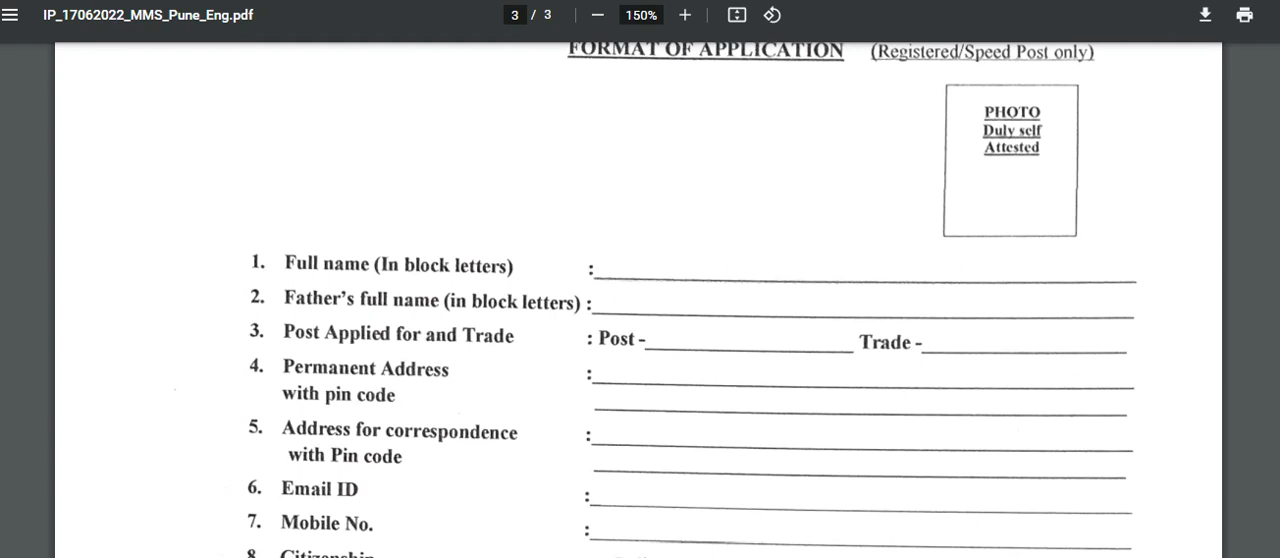 IP_17062022_MMS_Pune_Eng.pdf 3 / 3 150%
FORMAT OF APPLICATION (Registered/Speed Post only)
PHOTO
Duly self
Attested
1. Full name (In block letters) :
2. Father's full name (in block letters) :
3. Post Applied for and Trade : Post - Trade -
4. Permanent Address :
with pin code
5. Address for correspondence :
with Pin code
6. Email ID :
7. Mobile No. :
8. Citizenship